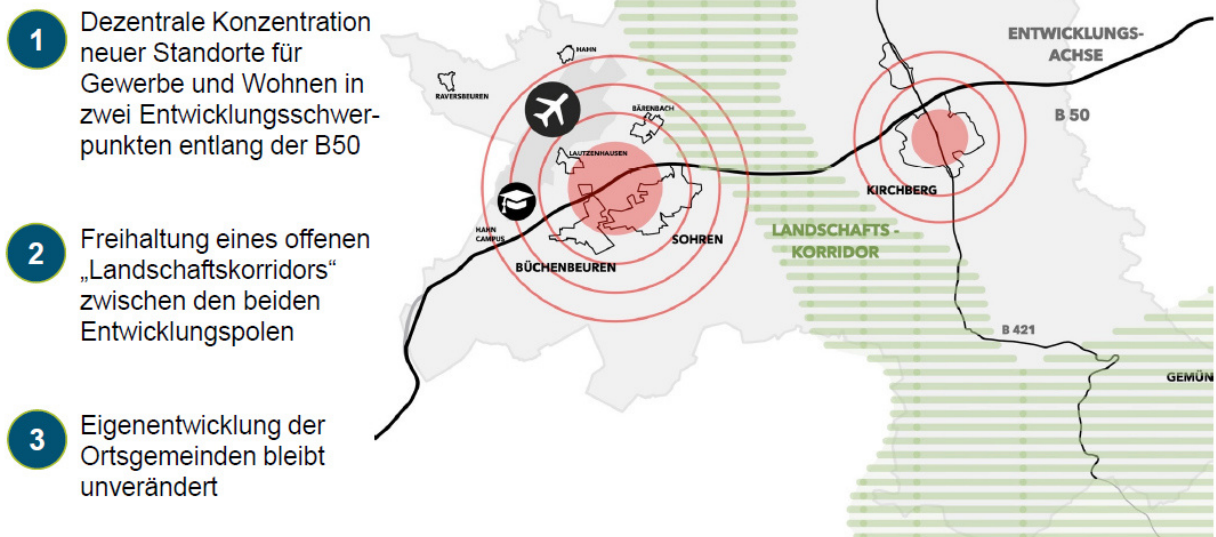 1
Dezentrale Konzentration
neuer Standorte für
Gewerbe und Wohnen in
zwei Entwicklungsschwer-
punkten entlang der B50
2
Freihaltung eines offenen
„Landschaftskorridors“
zwischen den beiden
Entwicklungspolen
3
Eigenentwicklung der
Ortsgemeinden bleibt
unverändert
HAHN
RAVERSBEUREN
BÄRENBACH
LAUTZENHAUSEN
HAHN
CAMPUS
SOHREN
BÜCHENBEUREN
ENTWICKLUNGS-
ACHSE
B 50
KIRCHBERG
LANDSCHAFTS -
KORRIDOR
B 421
GEMÜN